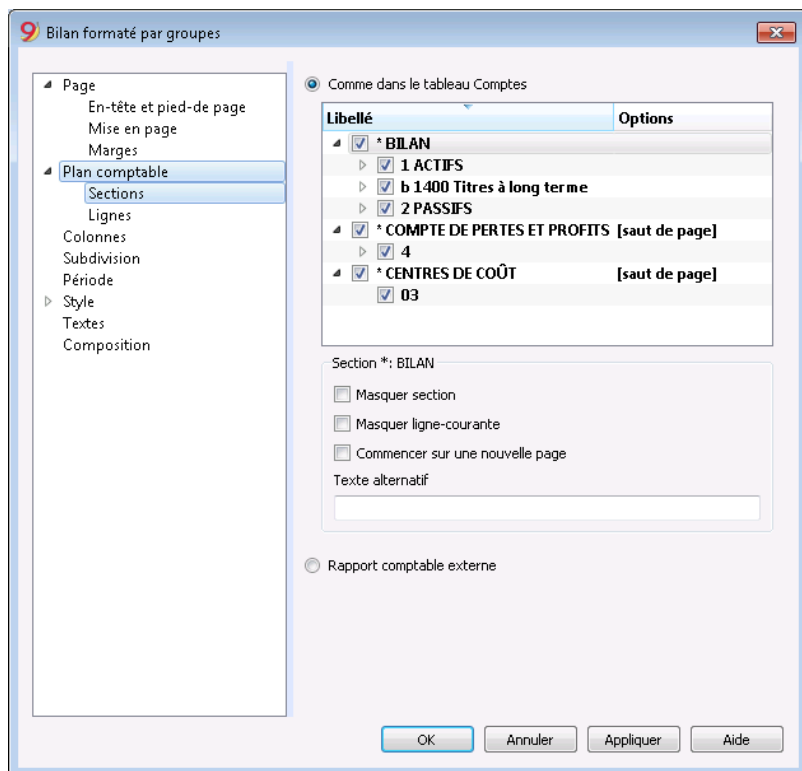 9 Bilan formaté par groupes
Page
En-tête et pied-de page
Mise en page
Marges
Plan comptable
Sections
Lignes
Colonnes
Subdivision
Période
Style
Textes
Composition
Comme dans le tableau Comptes
Libellé Options
* BILAN
1 ACTIFS
b 1400 Titres à long terme
2 PASSIFS
* COMPTE DE PERTES ET PROFITS [saut de page]
4
* CENTRES DE COÛT [saut de page]
03
Section *: BILAN
Masquer section
Masquer ligne-courante
Commencer sur une nouvelle page
Texte alternatif
Rapport comptable externe
OK Annuler Appliquer Aide